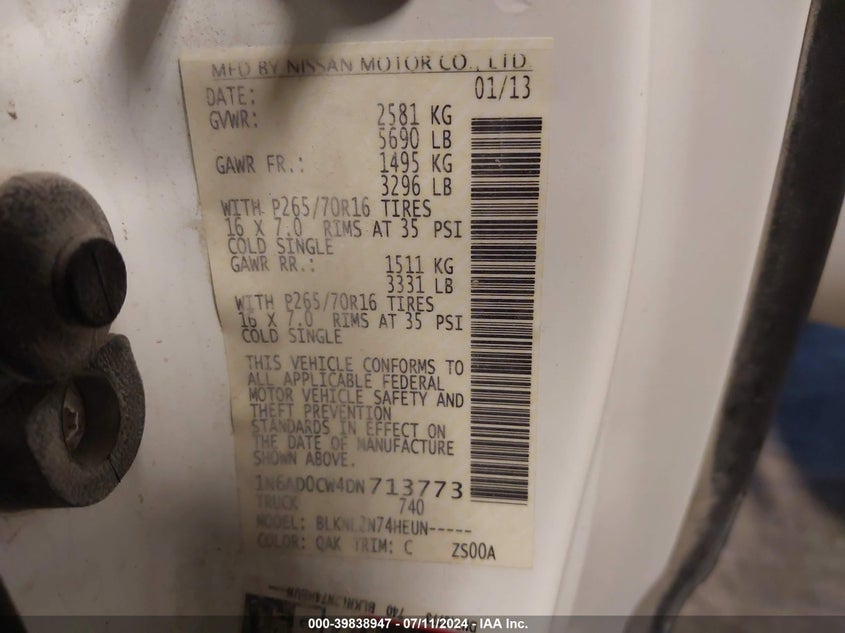 MFD BY NISSAN MOTOR CO., LTD
DATE: 01/13
GVWR: 2581 KG
5690 LB
GAWR FR.: 1495 KG
3296 LB
WITH P265/70R16 TIRES
16 X 7.0 RIMS AT 35 PSI
COLD SINGLE
GAWR RR.: 1511 KG
3331 LB
WITH P265/70R16 TIRES
16 X 7.0 RIMS AT 35 PSI
COLD SINGLE
THIS VEHICLE CONFORMS TO
ALL APPLICABLE FEDERAL
MOTOR VEHICLE SAFETY AND
THEFT PREVENTION
STANDARDS IN EFFECT ON
THE DATE OF MANUFACTURE
SHOWN ABOVE.
1N6AD0CW4DN713773
TRUCK 740
MODEL: BLKNL2N74HEUN-----
COLOR: QAK TRIM: C ZS00A
740 BLKNL2N74HEUN
000-39838947 - 07/11/2024 - IAAI Inc.